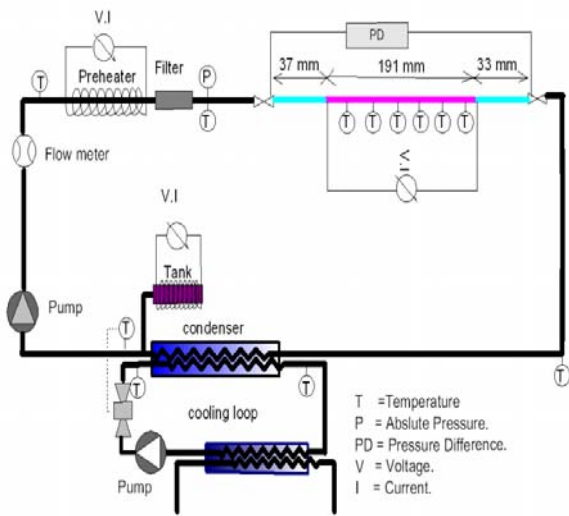 V.I
Preheater
Filter
T
P
T
PD
37 mm
191 mm
33 mm
T T T T T T
V.I
Flow meter
V.I
Tank
Pump
T
condenser
T
T
T
cooling loop
Pump
T =Temperature
P = Abslute Pressure.
PD = Pressure Difference.
V = Voltage.
I = Current.